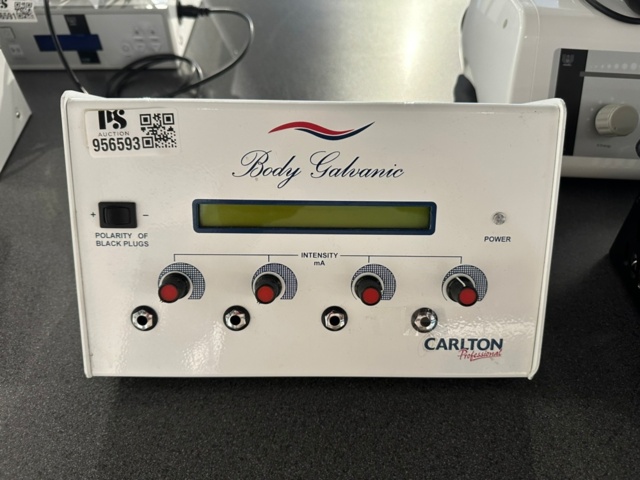 PS
AUCTION
956593
Body Galvanic
+ −
POLARITY OF
BLACK PLUGS
POWER
INTENSITY
mA
CARLTON
Professional